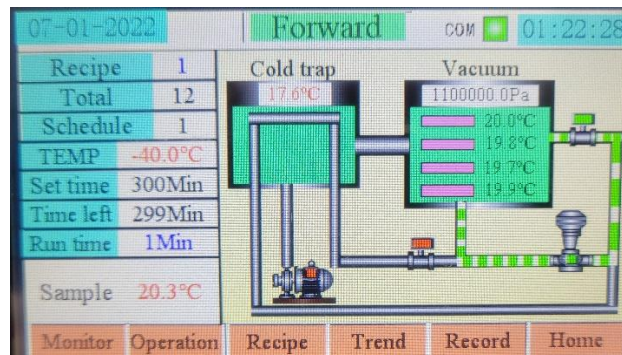 07-01-2022 Forward COM 01:22:28
Recipe 1
Total 12
Schedule 1
TEMP -40.0°C
Set time 300Min
Time left 299Min
Run time 1Min
Sample 20.3°C
Cold trap
17.6°C
Vacuum
1100000.0Pa
20.0°C
19.8°C
19.7°C
19.9°C
Monitor Operation Recipe Trend Record Home